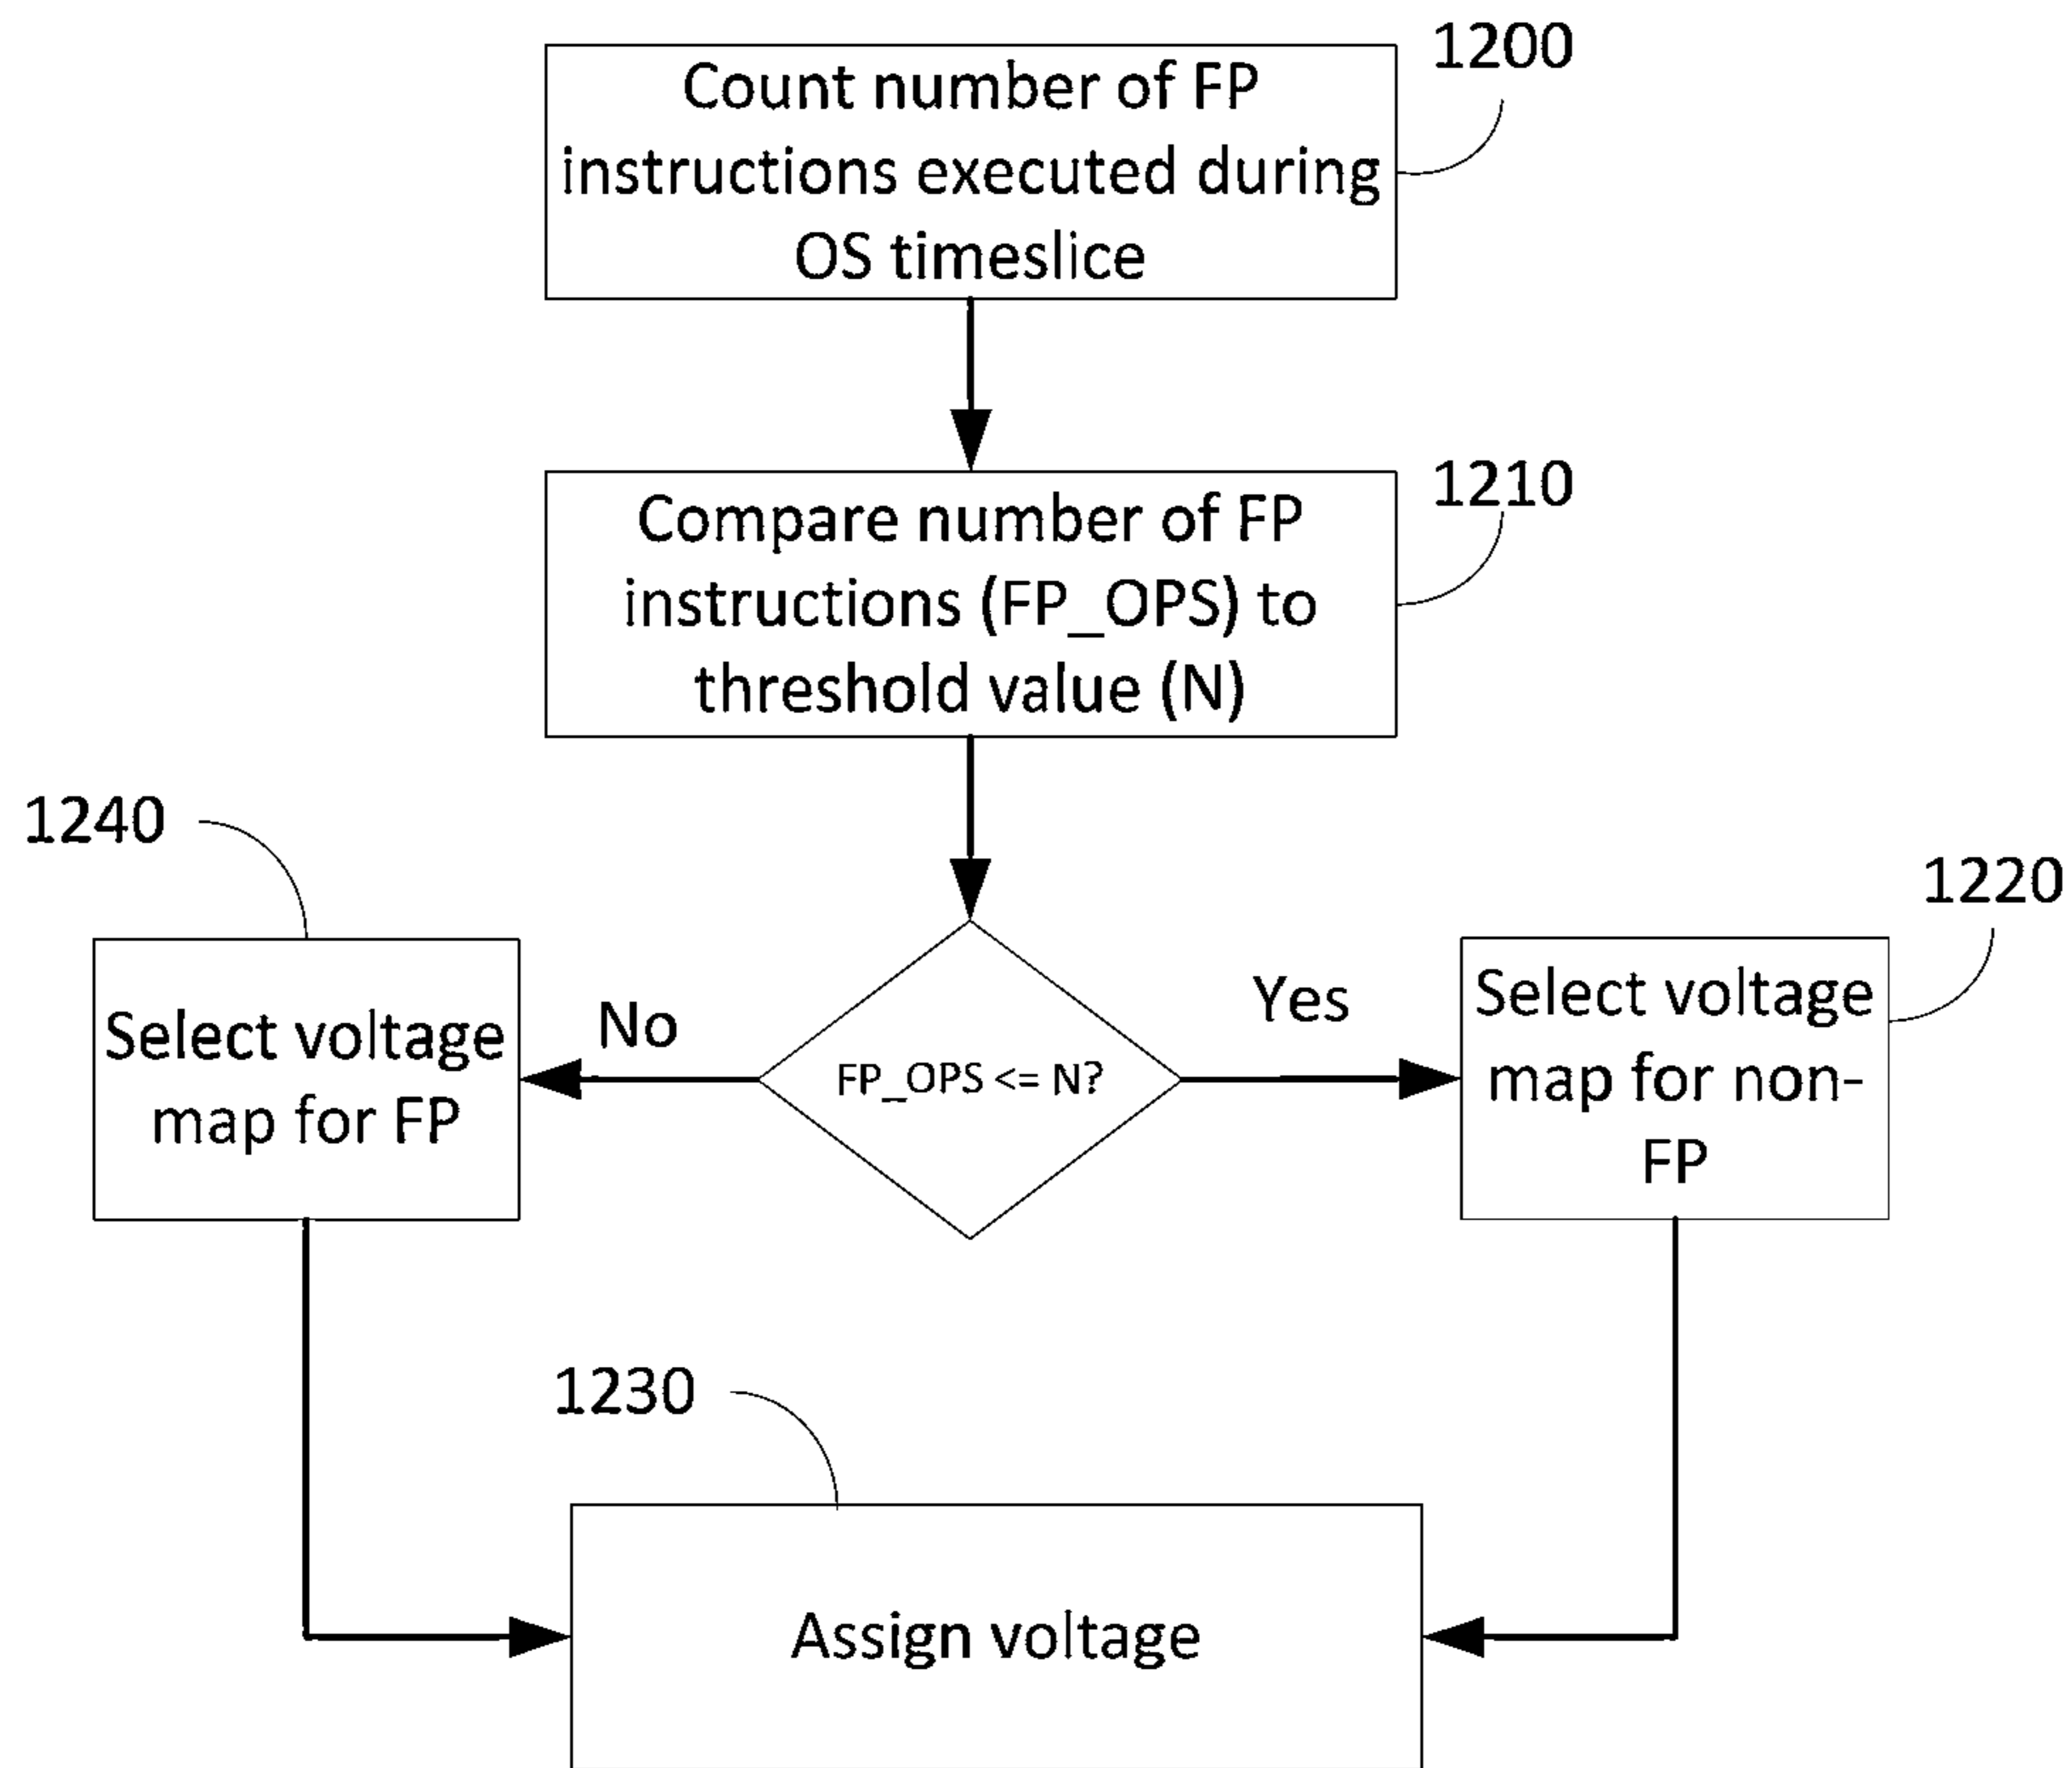 1200
Count number of FP
instructions executed during
OS timeslice
1210
Compare number of FP
instructions (FP_OPS) to
threshold value (N)
1240
1220
Select voltage
map for FP
No
FP_OPS <= N?
Yes
Select voltage
map for non-
FP
1230
Assign voltage